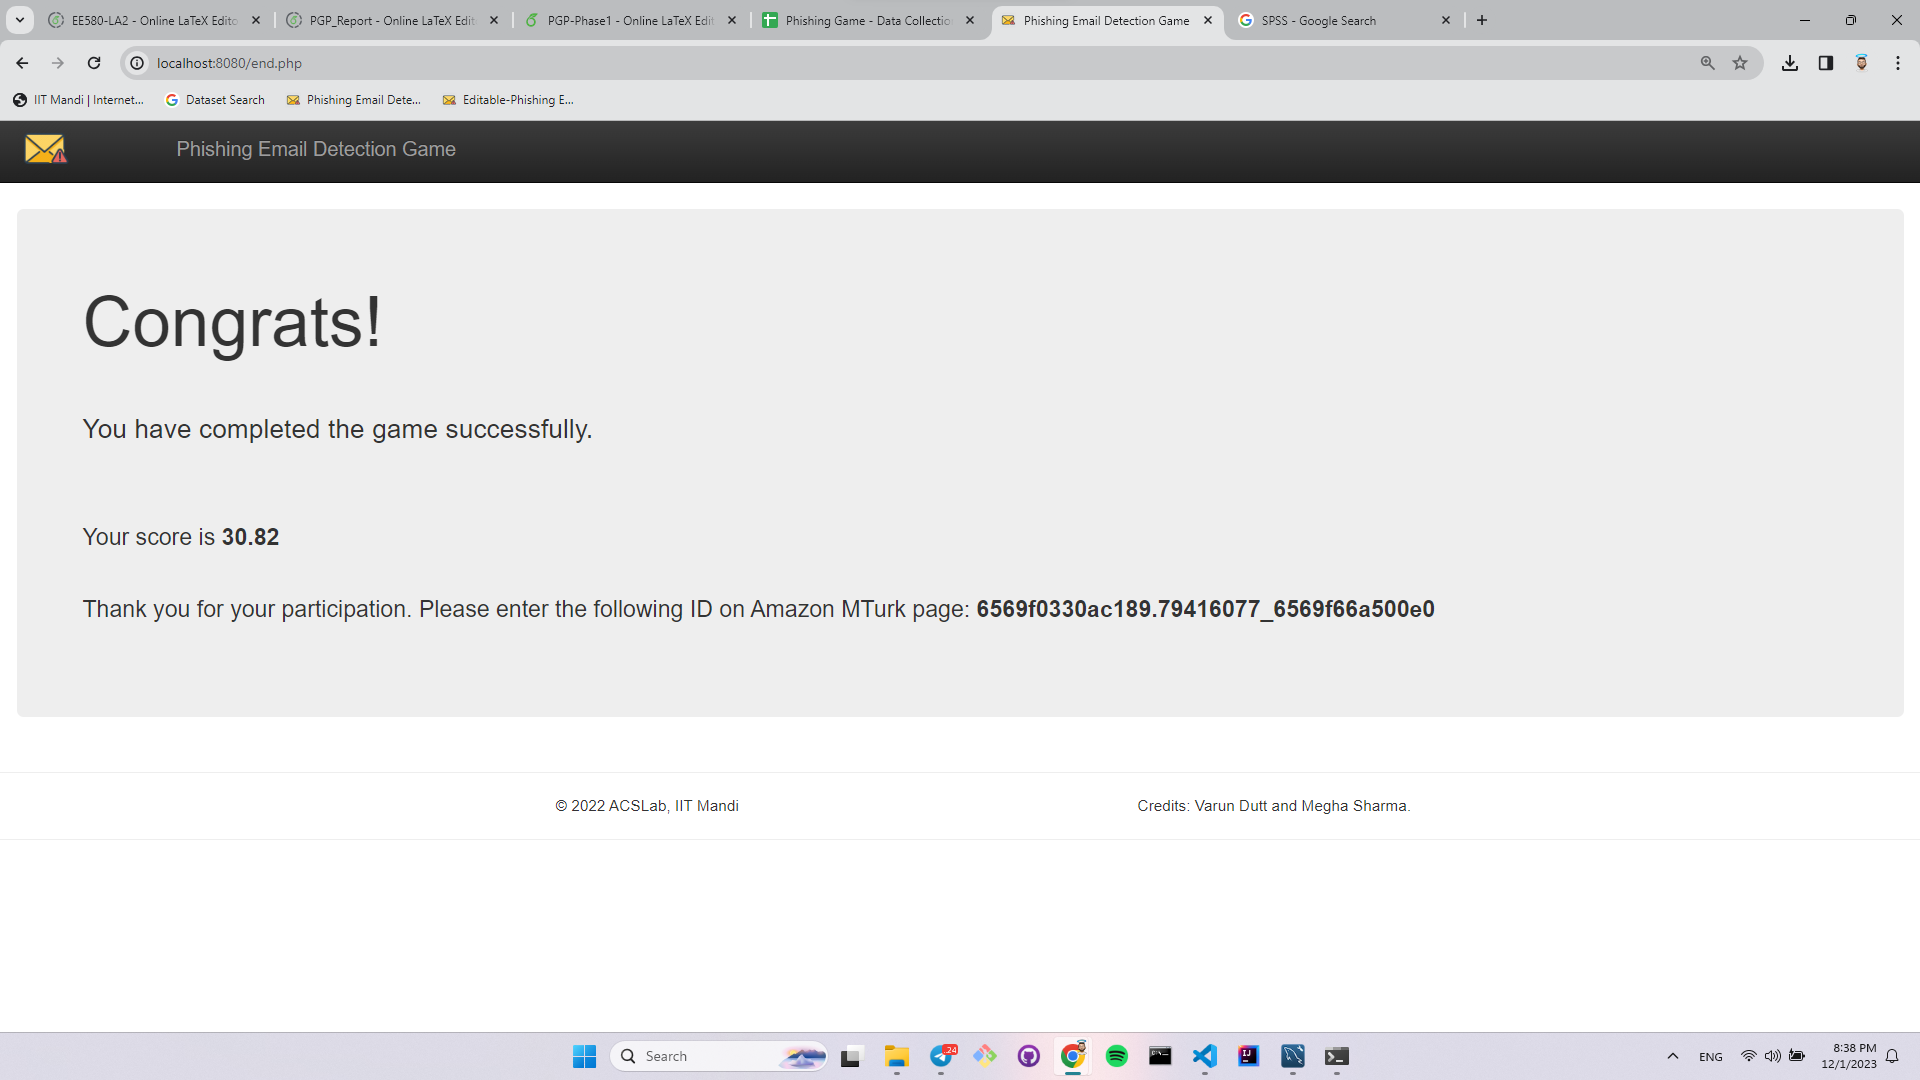 EE580-LA2 - Online LaTeX Edito
PGP_Report - Online LaTeX Edit
PGP-Phase1 - Online LaTeX Edit
Phishing Game - Data Collectio
Phishing Email Detection Game
SPSS - Google Search
localhost:8080/end.php
IIT Mandi | Internet...
Dataset Search
Phishing Email Dete...
Editable-Phishing E...
Phishing Email Detection Game
Congrats!
You have completed the game successfully.
Your score is 30.82
Thank you for your participation. Please enter the following ID on Amazon MTurk page: 6569f0330ac189.79416077_6569f66a500e0
© 2022 ACSLab, IIT Mandi
Credits: Varun Dutt and Megha Sharma.
Search
24
IJ
ENG
8:38 PM
12/1/2023